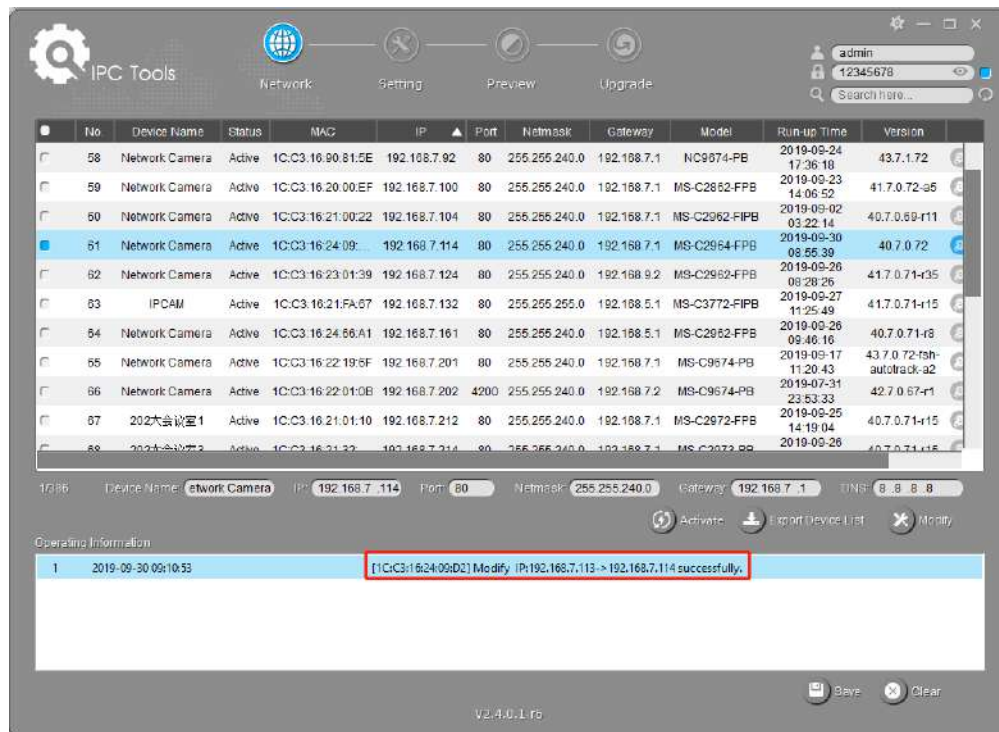 admin
IPC Tools
12345678
Network Setting Preview Upgrade
Search here...
No. Device Name Status MAC IP Port Netmask Gateway Model Run-up Time Version
58 Network Camera Active 1C:C3:16:90:81:5E 192.168.7.92 80 255.255.240.0 192.168.7.1 NC9674-PB 2019-09-24 17:36:18 43.7.1.72
59 Network Camera Active 1C:C3:16:20:00:EF 192.168.7.100 80 255.255.240.0 192.168.7.1 MS-C2862-FPB 2019-09-23 14:06:52 41.7.0.72-a5
60 Network Camera Active 1C:C3:16:21:00:22 192.168.7.104 80 255.255.240.0 192.168.7.1 MS-C2962-FIPB 2019-09-02 03:22:14 40.7.0.69-r11
61 Network Camera Active 1C:C3:16:24:09:... 192.168.7.114 80 255.255.240.0 192.168.7.1 MS-C2964-FPB 2019-09-30 08:55:39 40.7.0.72
62 Network Camera Active 1C:C3:16:23:01:39 192.168.7.124 80 255.255.240.0 192.168.9.2 MS-C2962-FPB 2019-09-26 08:28:26 41.7.0.71-r35
63 IPCAM Active 1C:C3:16:21:FA:67 192.168.7.132 80 255.255.255.0 192.168.5.1 MS-C3772-FIPB 2019-09-27 11:25:49 41.7.0.71-r15
64 Network Camera Active 1C:C3:16:24:66:A1 192.168.7.161 80 255.255.240.0 192.168.5.1 MS-C2962-FPB 2019-09-26 09:46:16 40.7.0.71-r8
65 Network Camera Active 1C:C3:16:22:19:6F 192.168.7.201 80 255.255.240.0 192.168.7.1 MS-C9674-PB 2019-09-17 11:20:43 43.7.0.72-fsh-autotrack-a2
66 Network Camera Active 1C:C3:16:22:01:0B 192.168.7.202 4200 255.255.240.0 192.168.7.2 MS-C9674-PB 2019-07-31 23:53:33 42.7.0.67-r1
67 202大会议室1 Active 1C:C3:16:21:01:10 192.168.7.212 80 255.255.240.0 192.168.7.1 MS-C2972-FPB 2019-09-25 14:19:04 40.7.0.71-r15
2019-09-26
1/386 Device Name: etwork Camera IP: 192.168.7 .114 Port: 80 Netmask: 255.255.240.0 Gateway: 192.168.7 .1 DNS: 8 .8 .8 .8
Activate Export Device List Modify
Operating Information
1 2019-09-30 09:10:53 [1C:C3:16:24:09:D2] Modify IP:192.168.7.113-> 192.168.7.114 successfully.
Save Clear
V2.4.0.1-r6